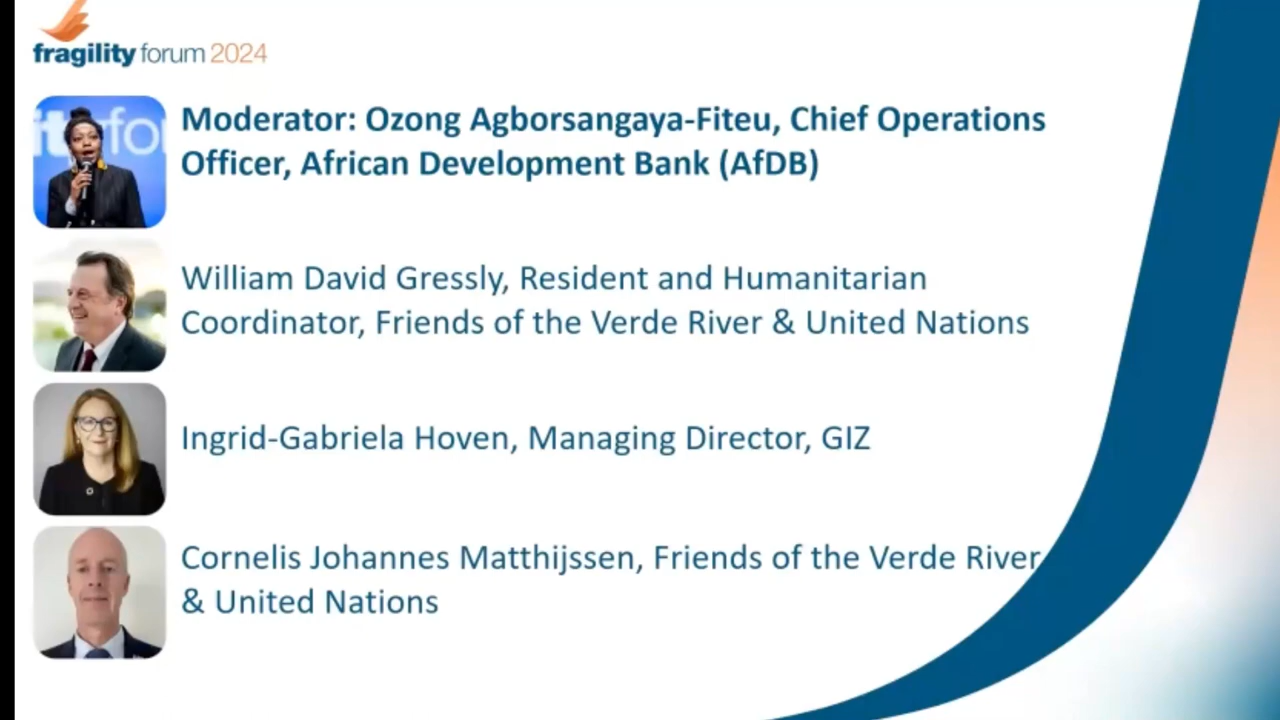 fragility forum 2024
Moderator: Ozong Agborsangaya-Fiteu, Chief Operations
Officer, African Development Bank (AfDB)
William David Gressly, Resident and Humanitarian
Coordinator, Friends of the Verde River & United Nations
Ingrid-Gabriela Hoven, Managing Director, GIZ
Cornelis Johannes Matthijssen, Friends of the Verde River
& United Nations